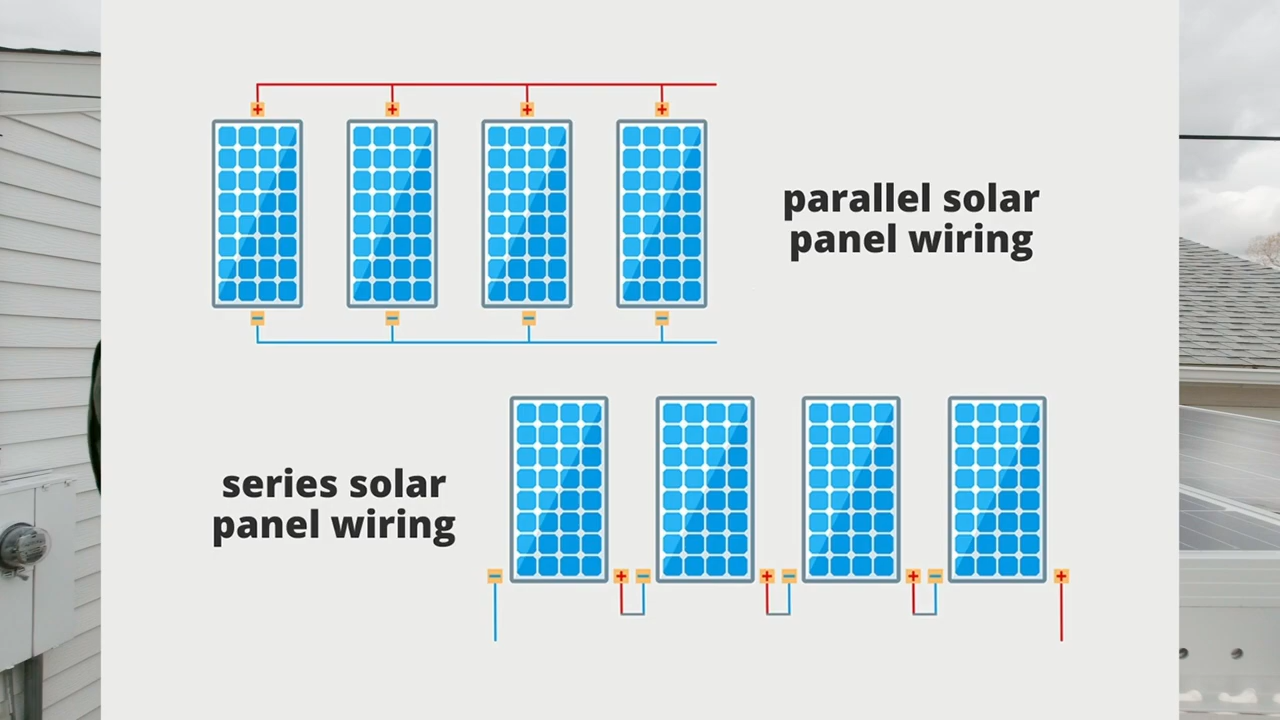 + + + +
parallel solar
panel wiring
− − − −
series solar
panel wiring
− + − + − + − +